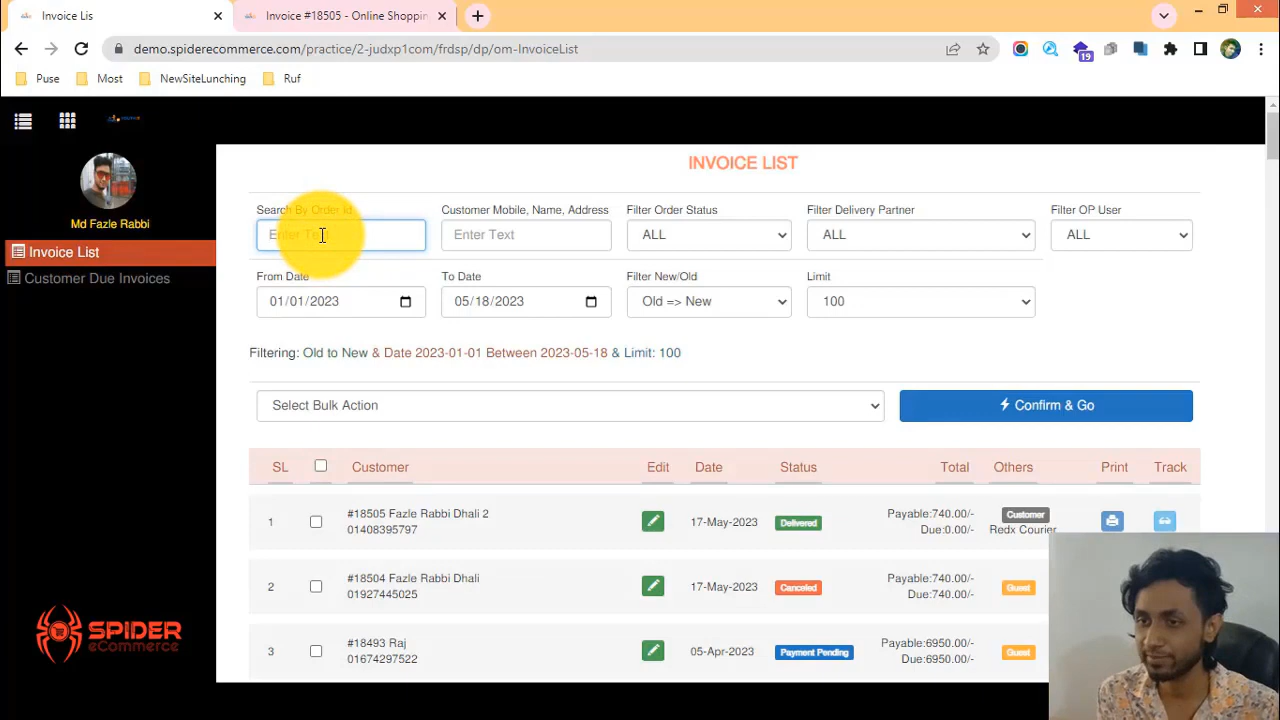 Invoice Lis
Invoice #18505 - Online Shoppin
demo.spiderecommerce.com/practice/2-judxp1com/frdsp/dp/om-InvoiceList
19
Puse
Most
NewSiteLunching
Ruf
Md Fazle Rabbi
Invoice List
Customer Due Invoices
SPIDER
eCommerce
INVOICE LIST
Search By Order Id
Customer Mobile, Name, Address
Filter Order Status
Filter Delivery Partner
Filter OP User
Enter Text
Enter Text
ALL
ALL
ALL
From Date
To Date
Filter New/Old
Limit
01/01/2023
05/18/2023
Old => New
100
Filtering: Old to New & Date 2023-01-01 Between 2023-05-18 & Limit: 100
Select Bulk Action
Confirm & Go
SL
Customer
Edit
Date
Status
Total
Others
Print
Track
1
#18505 Fazle Rabbi Dhali 2
01408395797
17-May-2023
Delivered
Payable:740.00/-
Due:0.00/-
Customer
Redx Courier
2
#18504 Fazle Rabbi Dhali
01927445025
17-May-2023
Canceled
Payable:740.00/-
Due:740.00/-
Guest
3
#18493 Raj
01674297522
05-Apr-2023
Payment Pending
Payable:6950.00/-
Due:6950.00/-
Guest